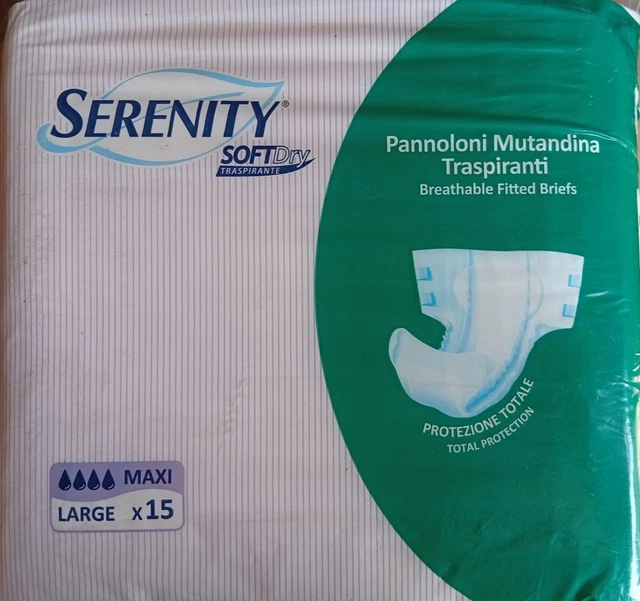 SERENITY®
SOFTDry
TRASPIRANTE
Pannoloni Mutandina
Traspiranti
Breathable Fitted Briefs
PROTEZIONE TOTALE
TOTAL PROTECTION
MAXI
LARGE x15